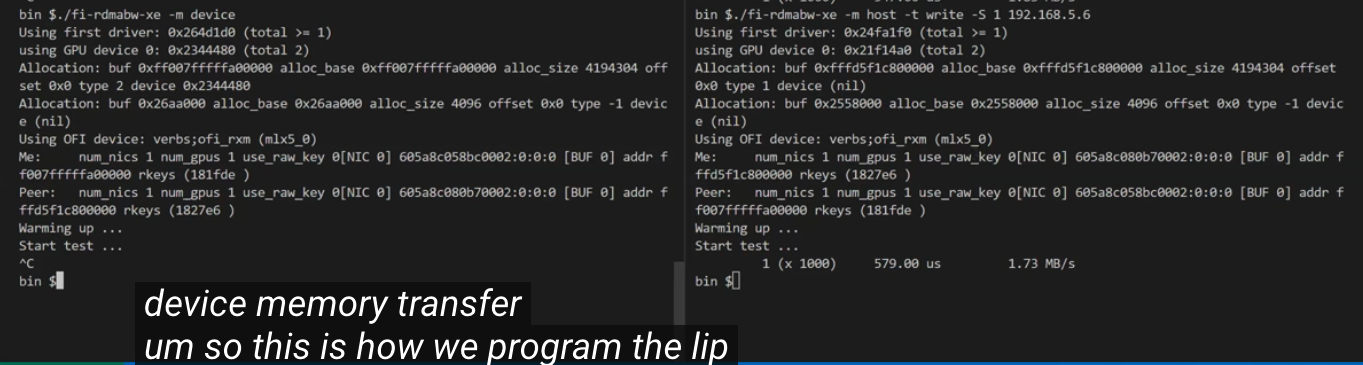 bin $./fi-rdmabw-xe -m device
Using first driver: 0x264d1d0 (total >= 1)
using GPU device 0: 0x2344480 (total 2)
Allocation: buf 0xff007fffffa00000 alloc_base 0xff007fffffa00000 alloc_size 4194304 off
set 0x0 type 2 device 0x2344480
Allocation: buf 0x26aa000 alloc_base 0x26aa000 alloc_size 4096 offset 0x0 type -1 devic
e (nil)
Using OFI device: verbs;ofi_rxm (mlx5_0)
Me:     num_nics 1 num_gpus 1 use_raw_key 0[NIC 0] 605a8c058bc0002:0:0:0 [BUF 0] addr f
f007fffffa00000 rkeys (181fde )
Peer:   num_nics 1 num_gpus 1 use_raw_key 0[NIC 0] 605a8c080b70002:0:0:0 [BUF 0] addr f
ffd5f1c800000 rkeys (1827e6 )
Warming up ...
Start test ...
^C
bin $
bin $./fi-rdmabw-xe -m host -t write -S 1 192.168.5.6
Using first driver: 0x24fa1f0 (total >= 1)
using GPU device 0: 0x21f14a0 (total 2)
Allocation: buf 0xfffd5f1c800000 alloc_base 0xfffd5f1c800000 alloc_size 4194304 offset
0x0 type 1 device (nil)
Allocation: buf 0x2558000 alloc_base 0x2558000 alloc_size 4096 offset 0x0 type -1 devic
e (nil)
Using OFI device: verbs;ofi_rxm (mlx5_0)
Me:     num_nics 1 num_gpus 1 use_raw_key 0[NIC 0] 605a8c080b70002:0:0:0 [BUF 0] addr f
ffd5f1c800000 rkeys (1827e6 )
Peer:   num_nics 1 num_gpus 1 use_raw_key 0[NIC 0] 605a8c058bc0002:0:0:0 [BUF 0] addr f
f007fffffa00000 rkeys (181fde )
Warming up ...
Start test ...
1 (x 1000)     579.00 us     1.73 MB/s
bin $
device memory transfer
um so this is how we program the lip